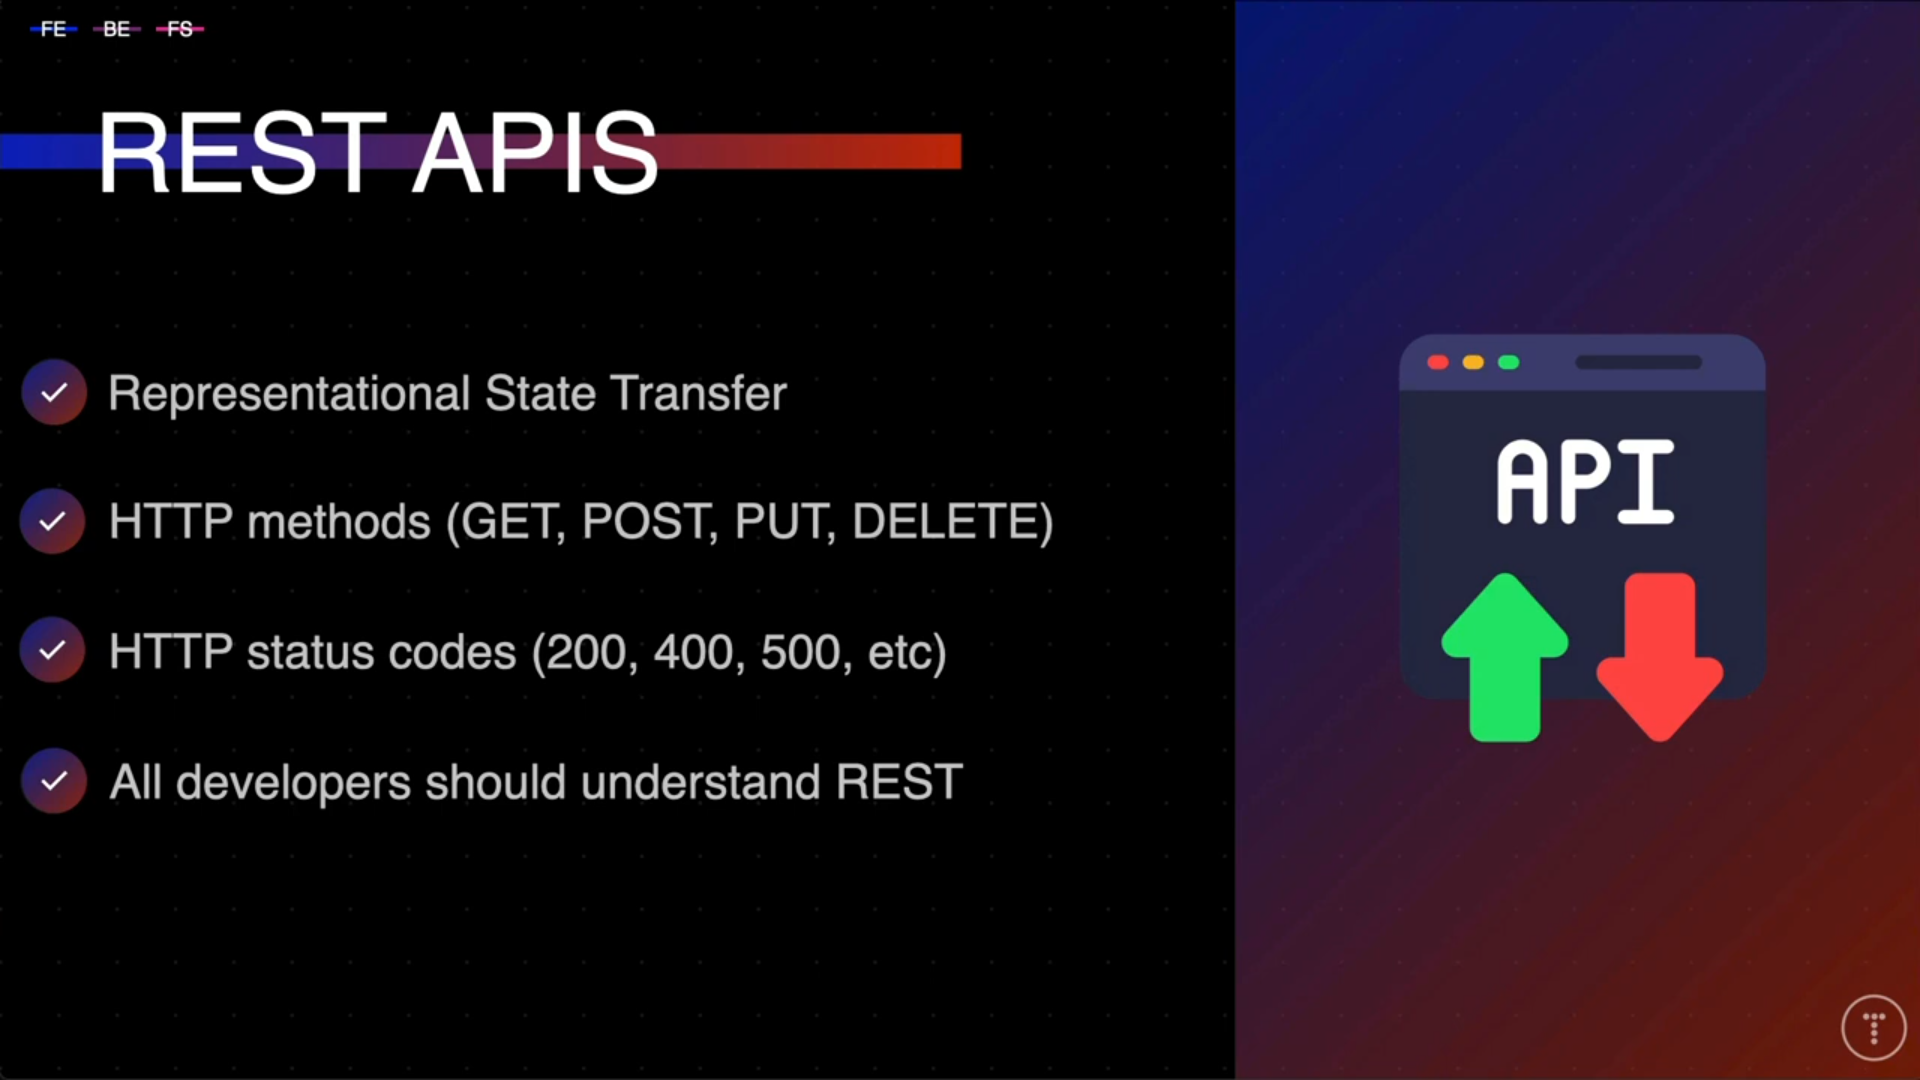 FE BE FS
REST APIS
Representational State Transfer
HTTP methods (GET, POST, PUT, DELETE)
HTTP status codes (200, 400, 500, etc)
All developers should understand REST
API
T